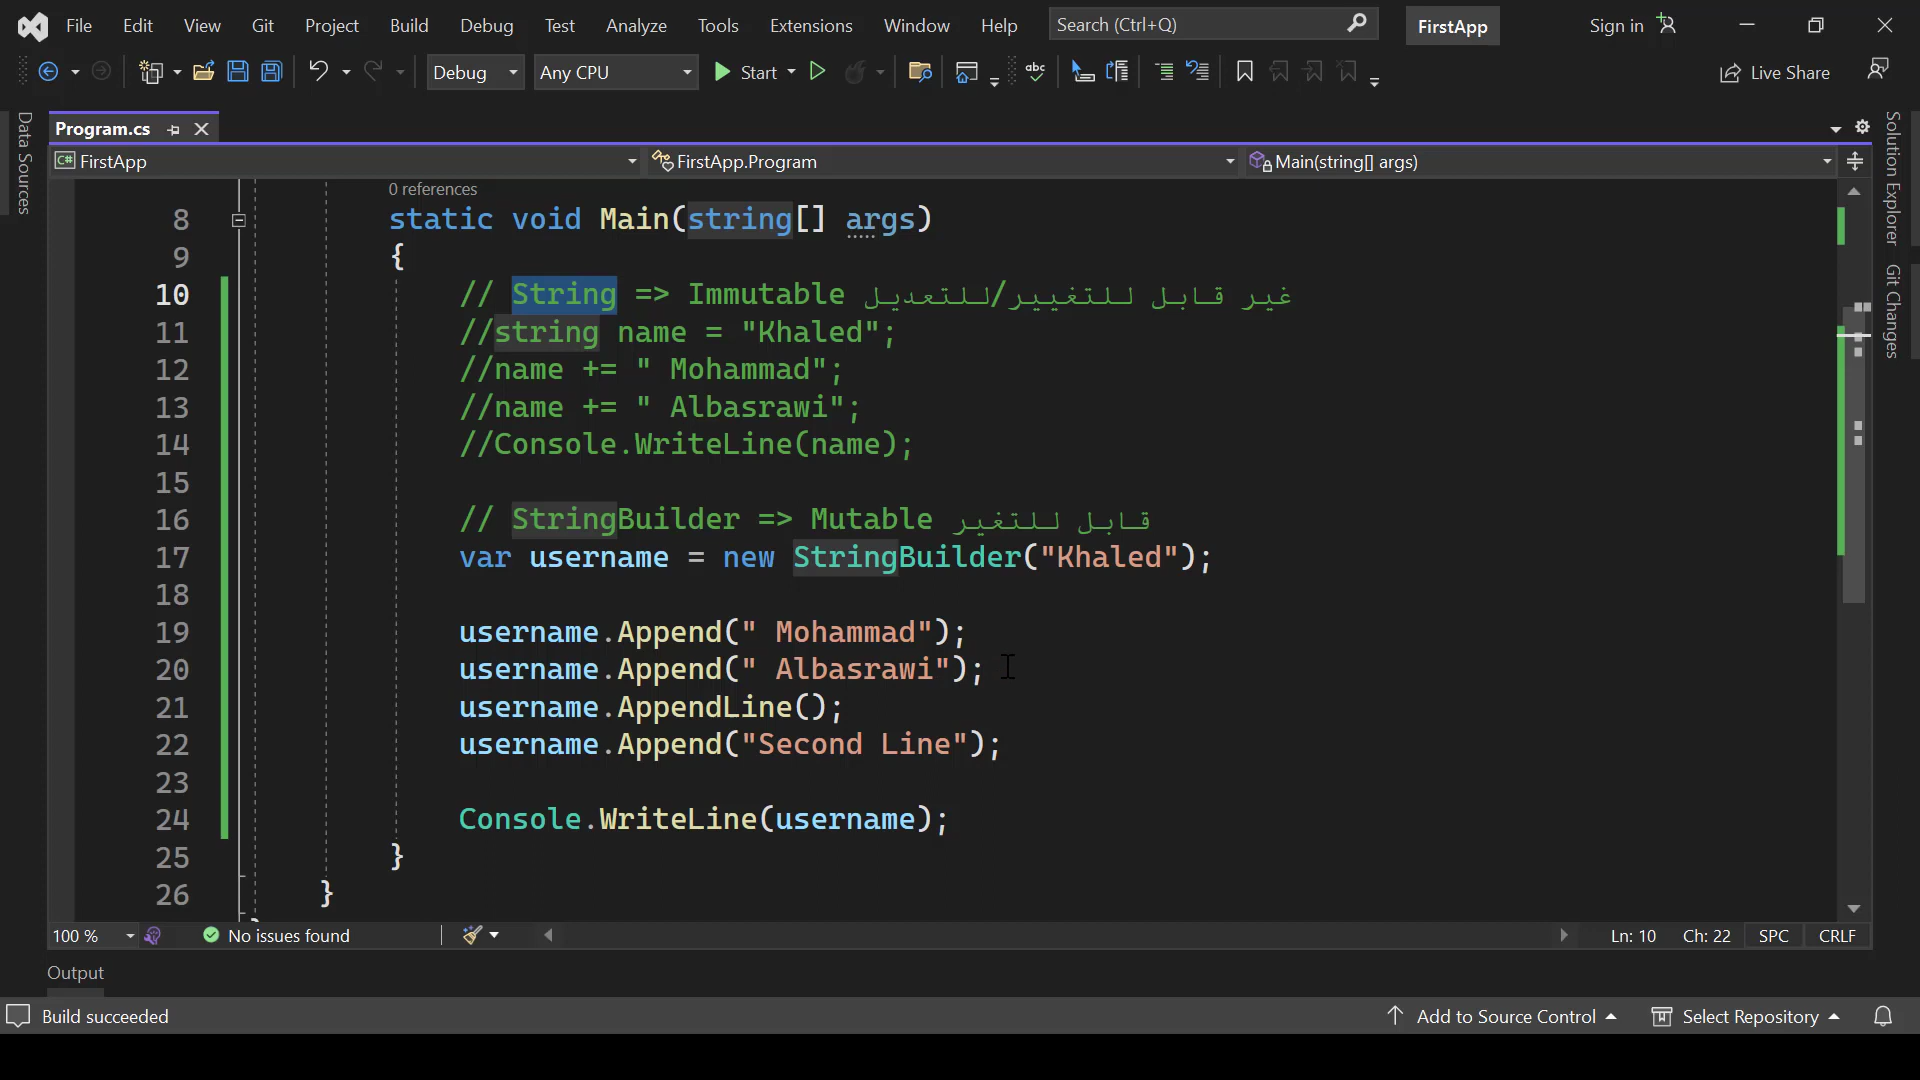 File Edit View Git Project Build Debug Test Analyze Tools Extensions Window Help Search (Ctrl+Q) FirstApp Sign in
Debug Any CPU Start Live Share
Data Sources
Program.cs
FirstApp FirstApp.Program Main(string[] args)
Solution Explorer
Git Changes
0 references
8 static void Main(string[] args)
9 {
10 // String => Immutable غير قابل للتغيير/للتعديل
11 //string name = "Khaled";
12 //name += " Mohammad";
13 //name += " Albasrawi";
14 //Console.WriteLine(name);
15
16 // StringBuilder => Mutable قابل للتغير
17 var username = new StringBuilder("Khaled");
18
19 username.Append(" Mohammad");
20 username.Append(" Albasrawi");
21 username.AppendLine();
22 username.Append("Second Line");
23
24 Console.WriteLine(username);
25 }
26 }
100 % No issues found Ln: 10 Ch: 22 SPC CRLF
Output
Build succeeded Add to Source Control Select Repository